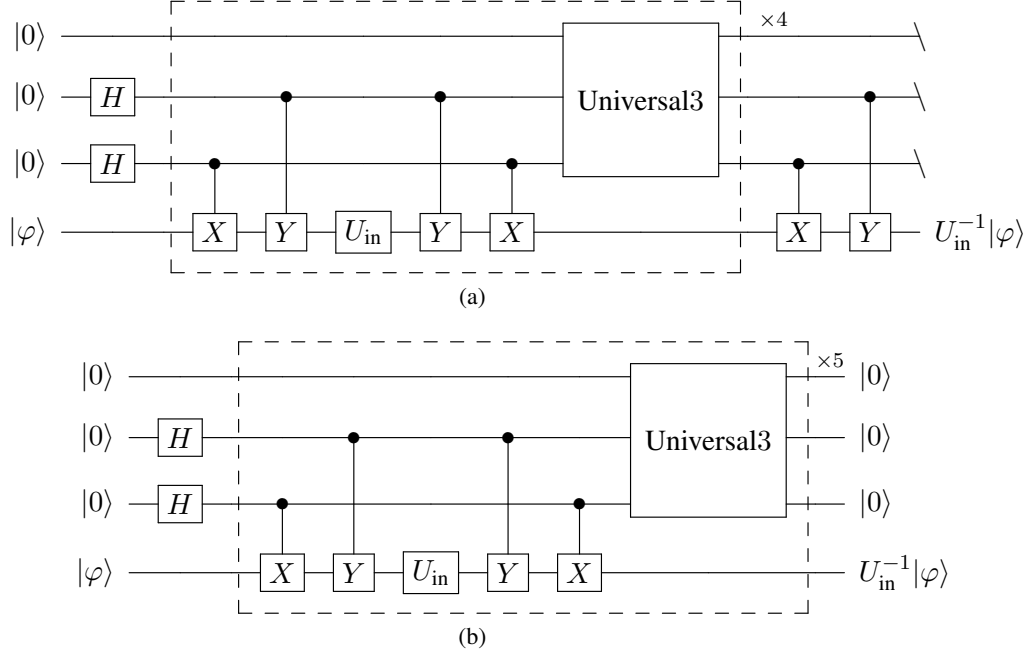 |0⟩ ×4
|0⟩ H Universal3
|0⟩ H
|φ⟩ X Y U_in Y X X Y U_in^{-1}|φ⟩
(a)
|0⟩ ×5 |0⟩
|0⟩ H Universal3 |0⟩
|0⟩ H |0⟩
|φ⟩ X Y U_in Y X U_in^{-1}|φ⟩
(b)